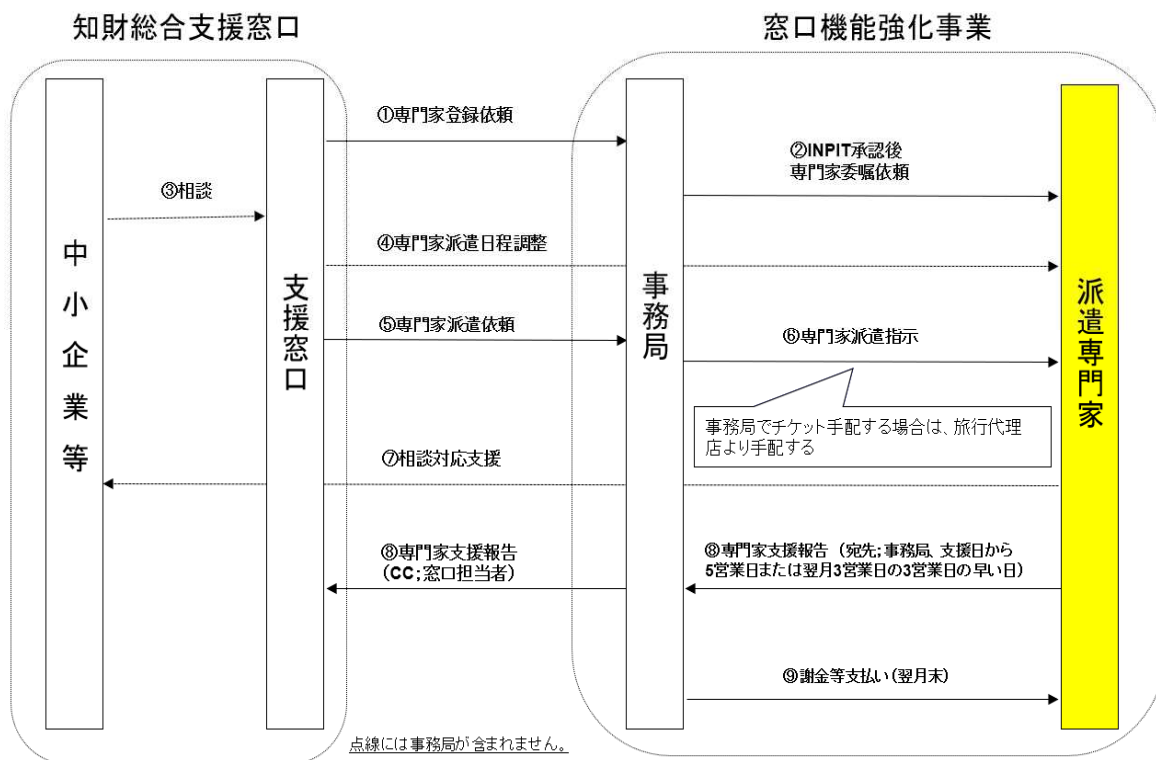 知財総合支援窓口
窓口機能強化事業
①専門家登録依頼
②INPIT承認後
専門家委嘱依頼
③相談
④専門家派遣日程調整
⑤専門家派遣依頼
⑥専門家派遣指示
中小企業等
支援窓口
事務局
派遣専門家
事務局でチケット手配する場合は、旅行代理
店より手配する
⑦相談対応支援
⑧専門家支援報告
（CC;窓口担当者）
⑧専門家支援報告（宛先;事務局、支援日から
5営業日または翌月3営業日の3営業日の早い日）
⑨謝金等支払い（翌月末）
点線には事務局が含まれません。